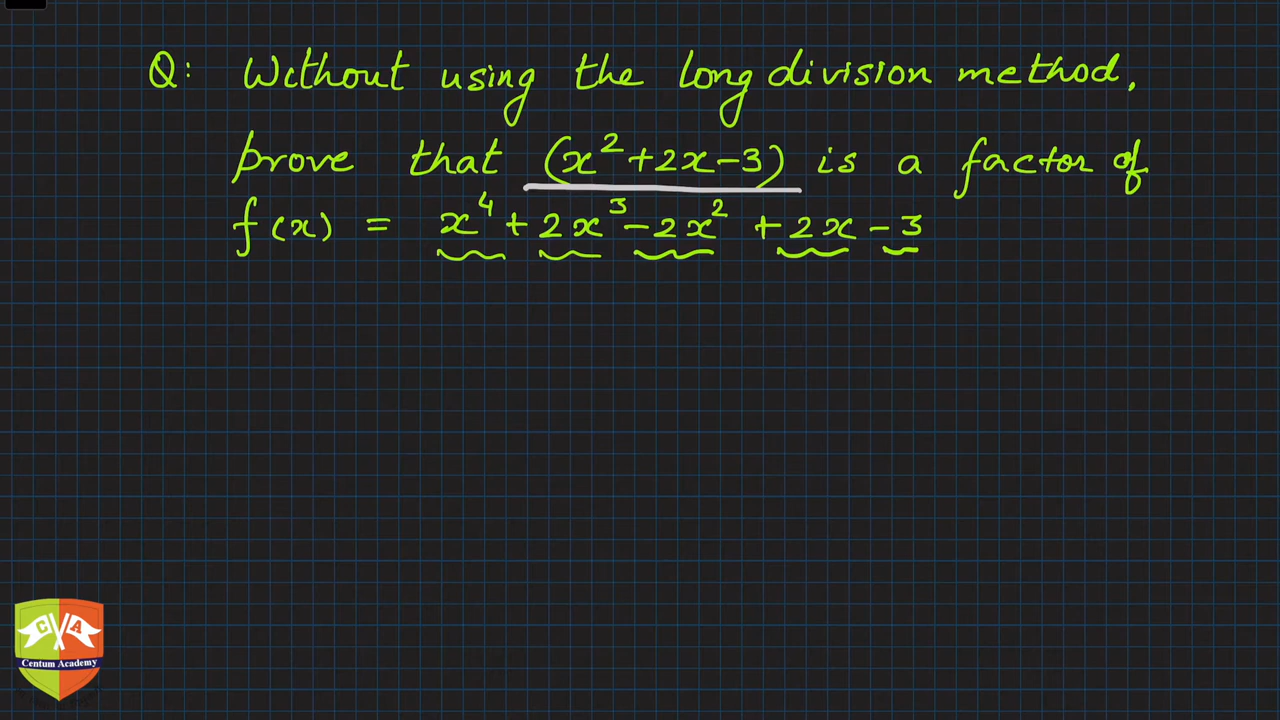 Q: Without using the long division method,
prove that (x²+2x-3) is a factor of
f(x) = x⁴ + 2x³ - 2x² + 2x - 3
C A
Centum Academy